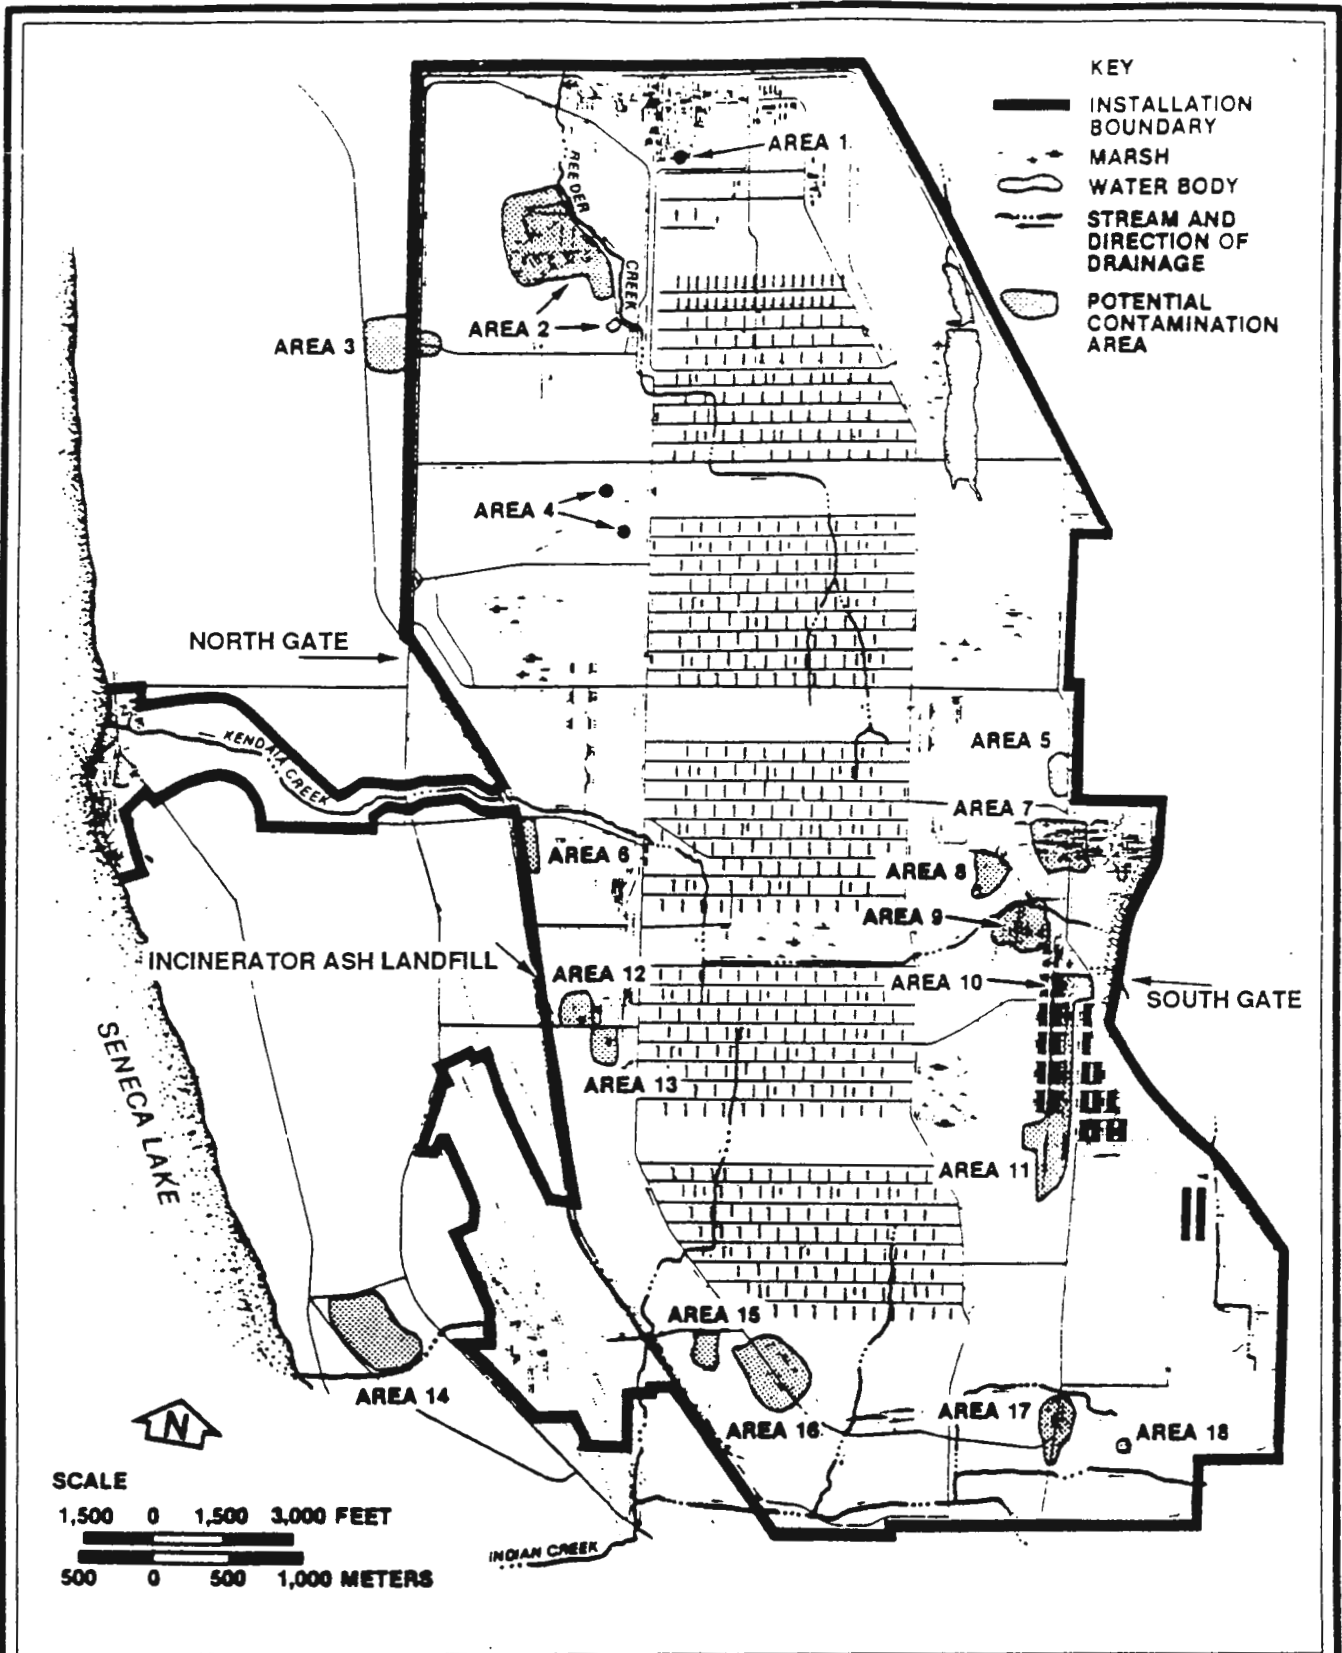 KEY
INSTALLATION
BOUNDARY
MARSH
WATER BODY
STREAM AND
DIRECTION OF
DRAINAGE
POTENTIAL
CONTAMINATION
AREA
AREA 1
REEDER
CREEK
AREA 2
AREA 3
AREA 4
NORTH GATE
KENDAIA CREEK
AREA 5
AREA 7
AREA 6
AREA 8
AREA 9
INCINERATOR ASH LANDFILL
AREA 12
AREA 10
SOUTH GATE
SENECA LAKE
AREA 13
AREA 11
AREA 15
AREA 14
AREA 16
AREA 17
AREA 18
N
SCALE
1,500 0 1,500 3,000 FEET
500 0 500 1,000 METERS
INDIAN CREEK